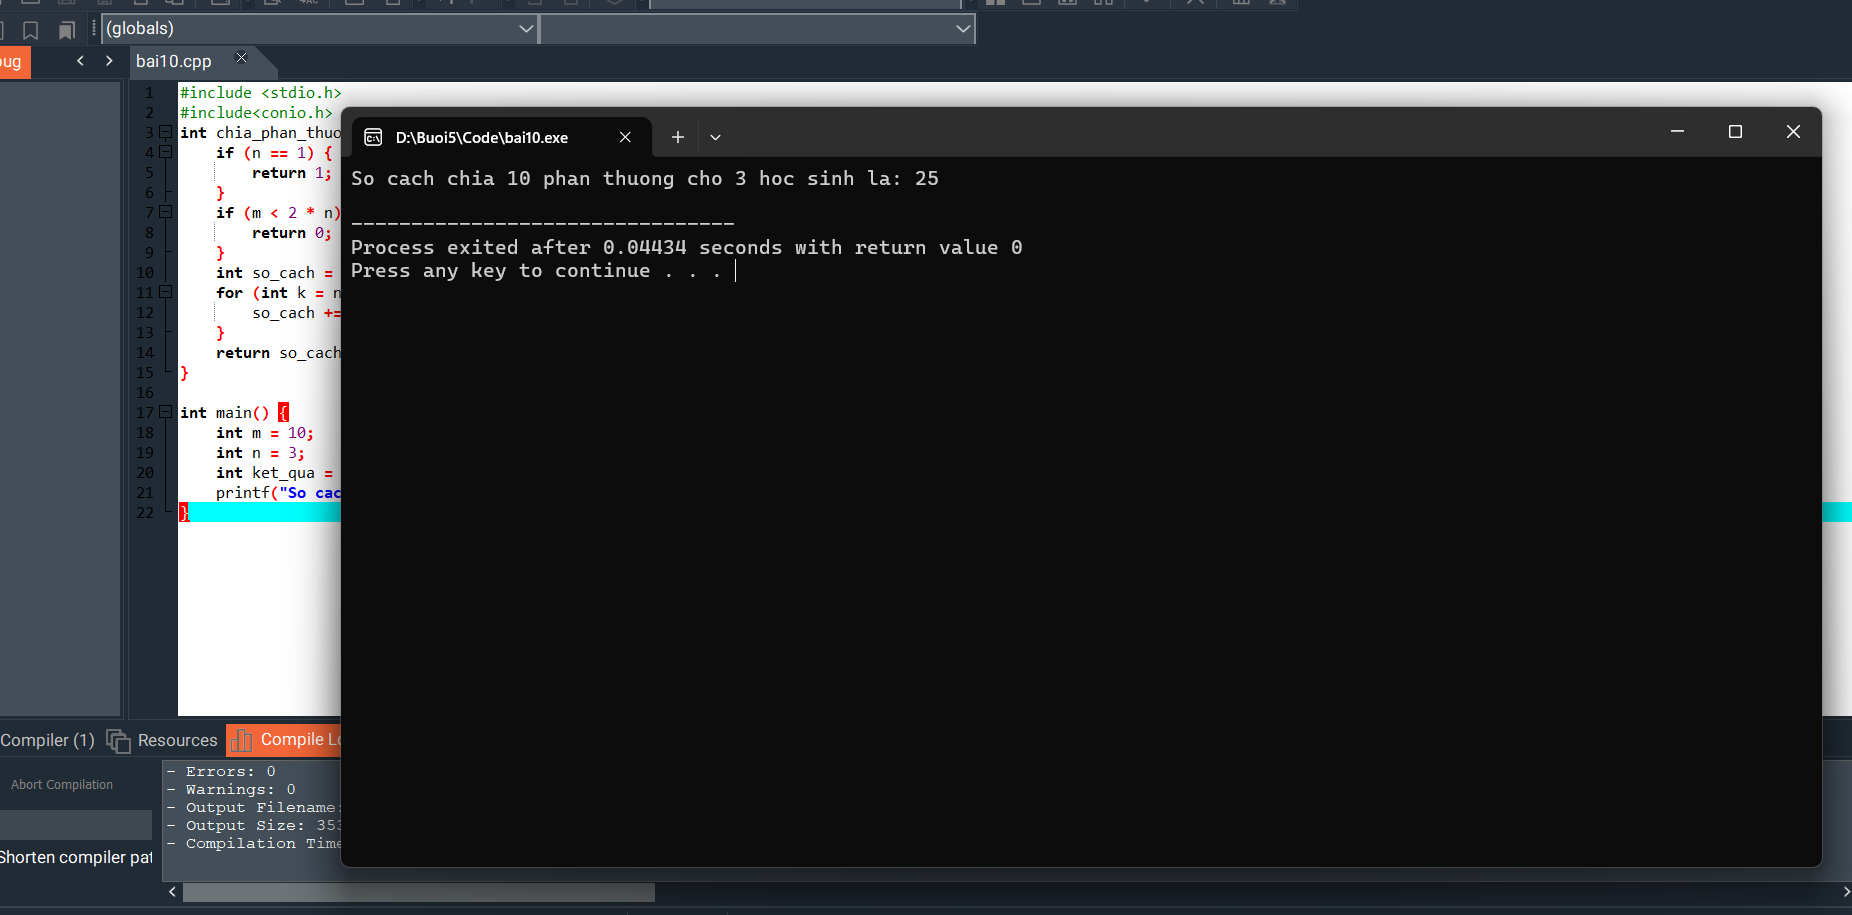 (globals)
bug
bai10.cpp
1 #include <stdio.h>
2 #include<conio.h>
3 int chia_phan_thuo
4 if (n == 1) {
5 return 1;
6 }
7 if (m < 2 * n)
8 return 0;
9 }
10 int so_cach =
11 for (int k = n
12 so_cach +=
13 }
14 return so_cach
15 }
16
17 int main() {
18 int m = 10;
19 int n = 3;
20 int ket_qua =
21 printf("So cac
22 }
D:\Buoi5\Code\bai10.exe
So cach chia 10 phan thuong cho 3 hoc sinh la: 25
--------------------------------
Process exited after 0.04434 seconds with return value 0
Press any key to continue . . .
Compiler (1) Resources Compile Lo
Abort Compilation
Shorten compiler pat
- Errors: 0
- Warnings: 0
- Output Filename:
- Output Size: 353
- Compilation Time